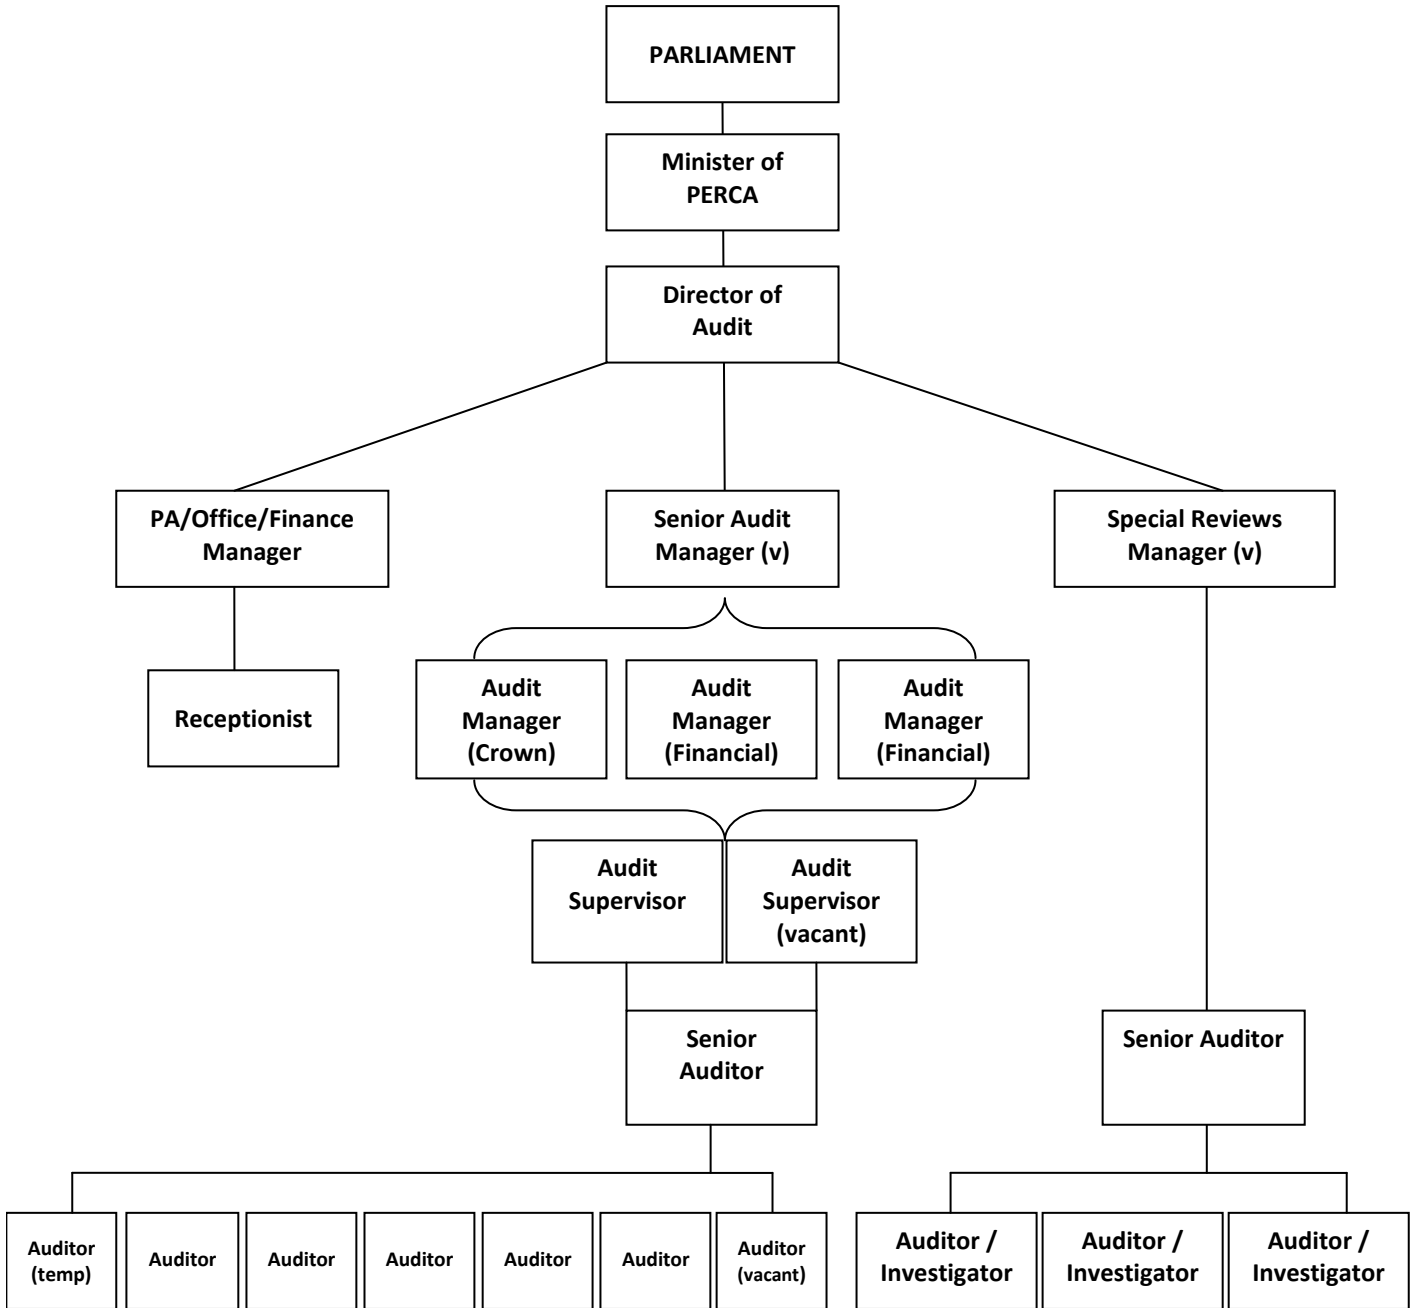 PARLIAMENT
Minister of
PERCA
Director of
Audit
PA/Office/Finance
Manager
Senior Audit
Manager (v)
Special Reviews
Manager (v)
Receptionist
Audit
Manager
(Crown)
Audit
Manager
(Financial)
Audit
Manager
(Financial)
Audit
Supervisor
Audit
Supervisor
(vacant)
Senior
Auditor
Senior Auditor
Auditor
(temp)
Auditor
Auditor
Auditor
Auditor
Auditor
Auditor
(vacant)
Auditor /
Investigator
Auditor /
Investigator
Auditor /
Investigator